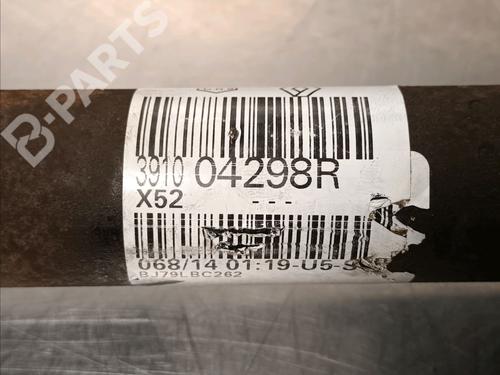 B-PARTS
3910 04298R
X52 ---
068/14 01:19-U5-S
BJ79LBC262